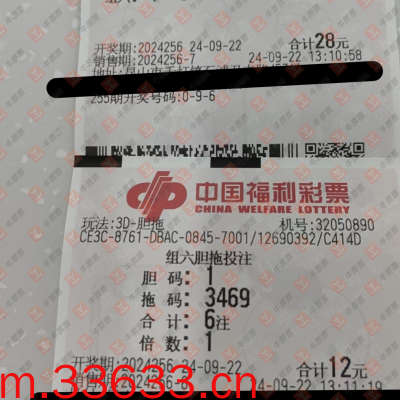 开奖期:2024256 24-09-22 合计28元
销售期:2024256-7 24-09-22 13:10:58
255期开奖号码:0-9-6
中国福利彩票
CHINA WELFARE LOTTERY
玩法:3D-胆拖 机号:32050890
CE3C-8761-DBAC-0845-7001/12690392/C414D
组六胆拖投注
胆码: 1
拖码: 3469
合计: 6注
倍数: 1
开奖期:2024256 24-09-22 合计12元
24-09-22 13:11:19
m.33633.cn